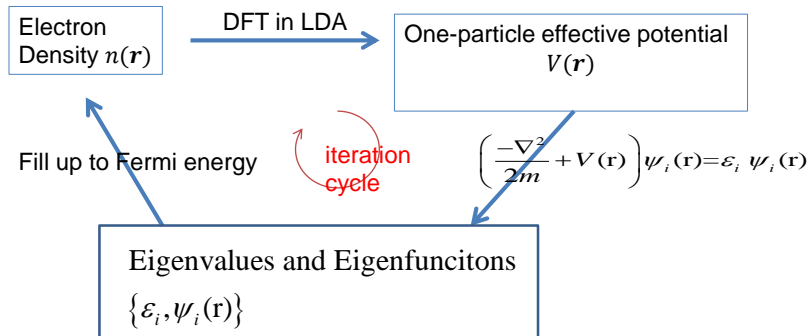 Electron
Density n(r)
DFT in LDA
One-particle effective potential
V(r)
Fill up to Fermi energy
iteration
cycle
(−∇²/2m + V(r)) ψᵢ(r)=εᵢ ψᵢ(r)
Eigenvalues and Eigenfuncitons
{εᵢ,ψᵢ(r)}